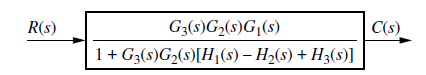 R(s)
G₃(s)G₂(s)G₁(s)
C(s)
1 + G₃(s)G₂(s)[H₁(s) – H₂(s) + H₃(s)]